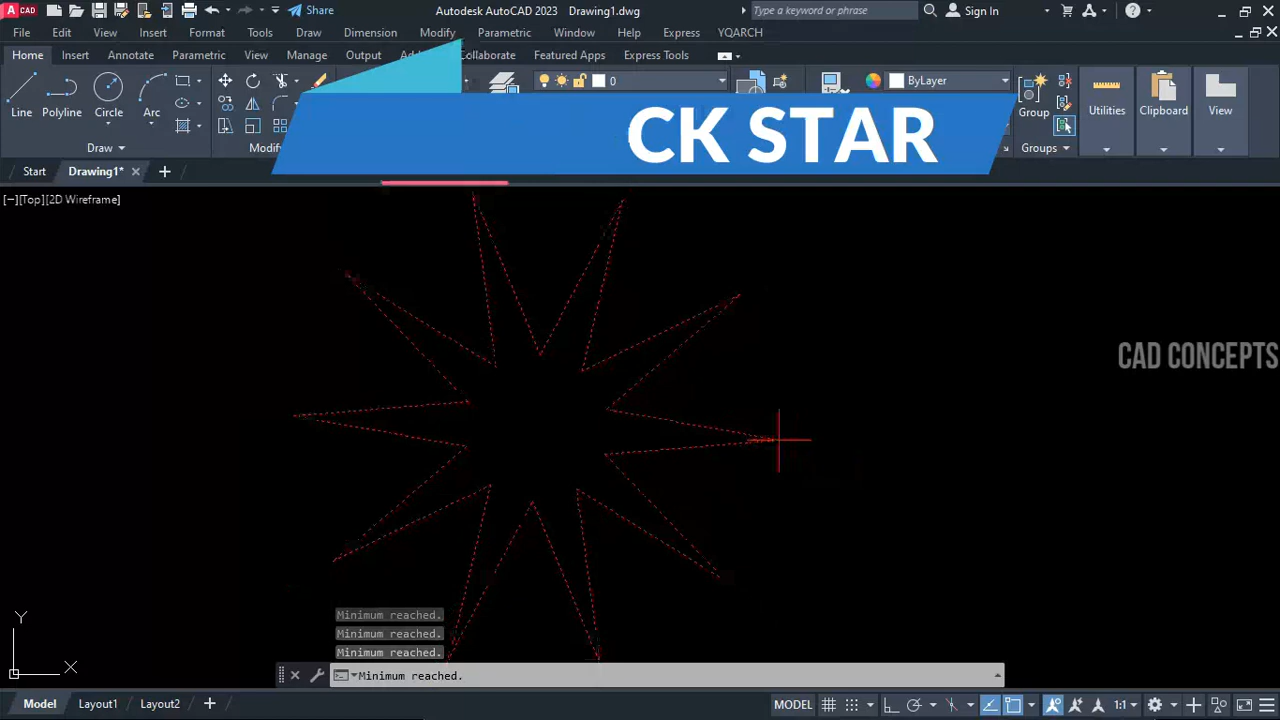 CAD
Share
Autodesk AutoCAD 2023 Drawing1.dwg
Type a keyword or phrase
Sign In
File Edit View Insert Format Tools Draw Dimension Modify Parametric Window Help Express YQARCH
Home Insert Annotate Parametric View Manage Output Collaborate Featured Apps Express Tools
0
ByLayer
Line Polyline Circle Arc
Group
Utilities
Clipboard
View
CK STAR
Draw
Groups
Start
Drawing1*
[−][Top][2D Wireframe]
CAD CONCEPTS
Minimum reached.
Minimum reached.
Minimum reached.
Minimum reached.
Y
X
Model Layout1 Layout2
MODEL
1:1